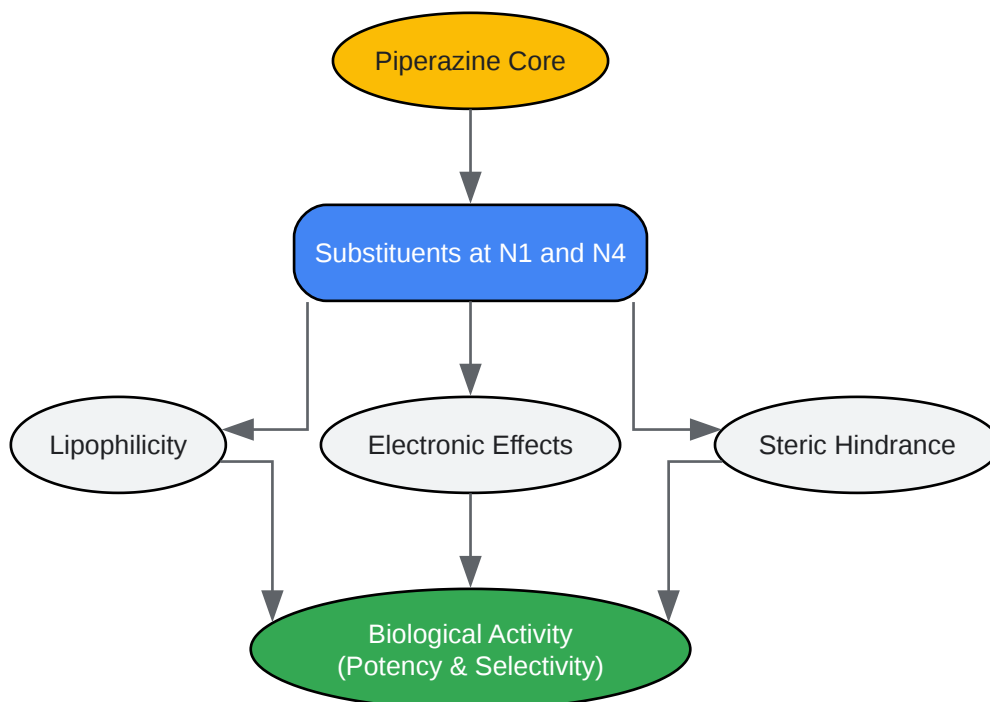 Piperazine Core
Substituents at N1 and N4
Lipophilicity
Electronic Effects
Steric Hindrance
Biological Activity
(Potency & Selectivity)